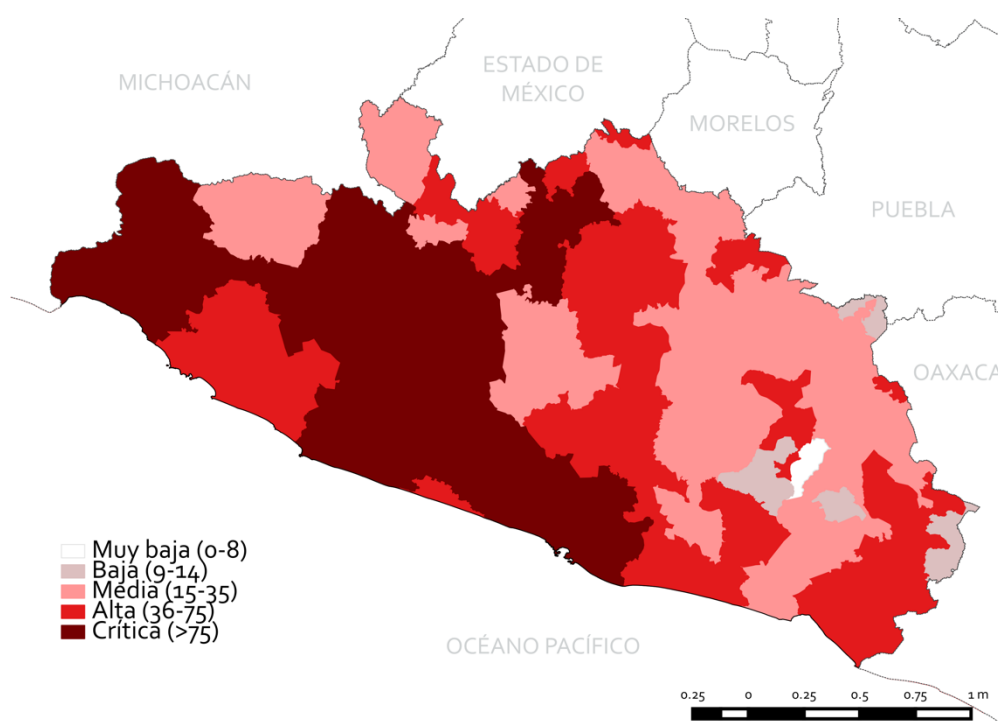 MICHOACÁN
ESTADO DE
MÉXICO
MORELOS
PUEBLA
OAXACA
Muy baja (0-8)
Baja (9-14)
Media (15-35)
Alta (36-75)
Crítica (>75)
OCÉANO PACÍFICO
0.25 0 0.25 0.5 0.75 1 m